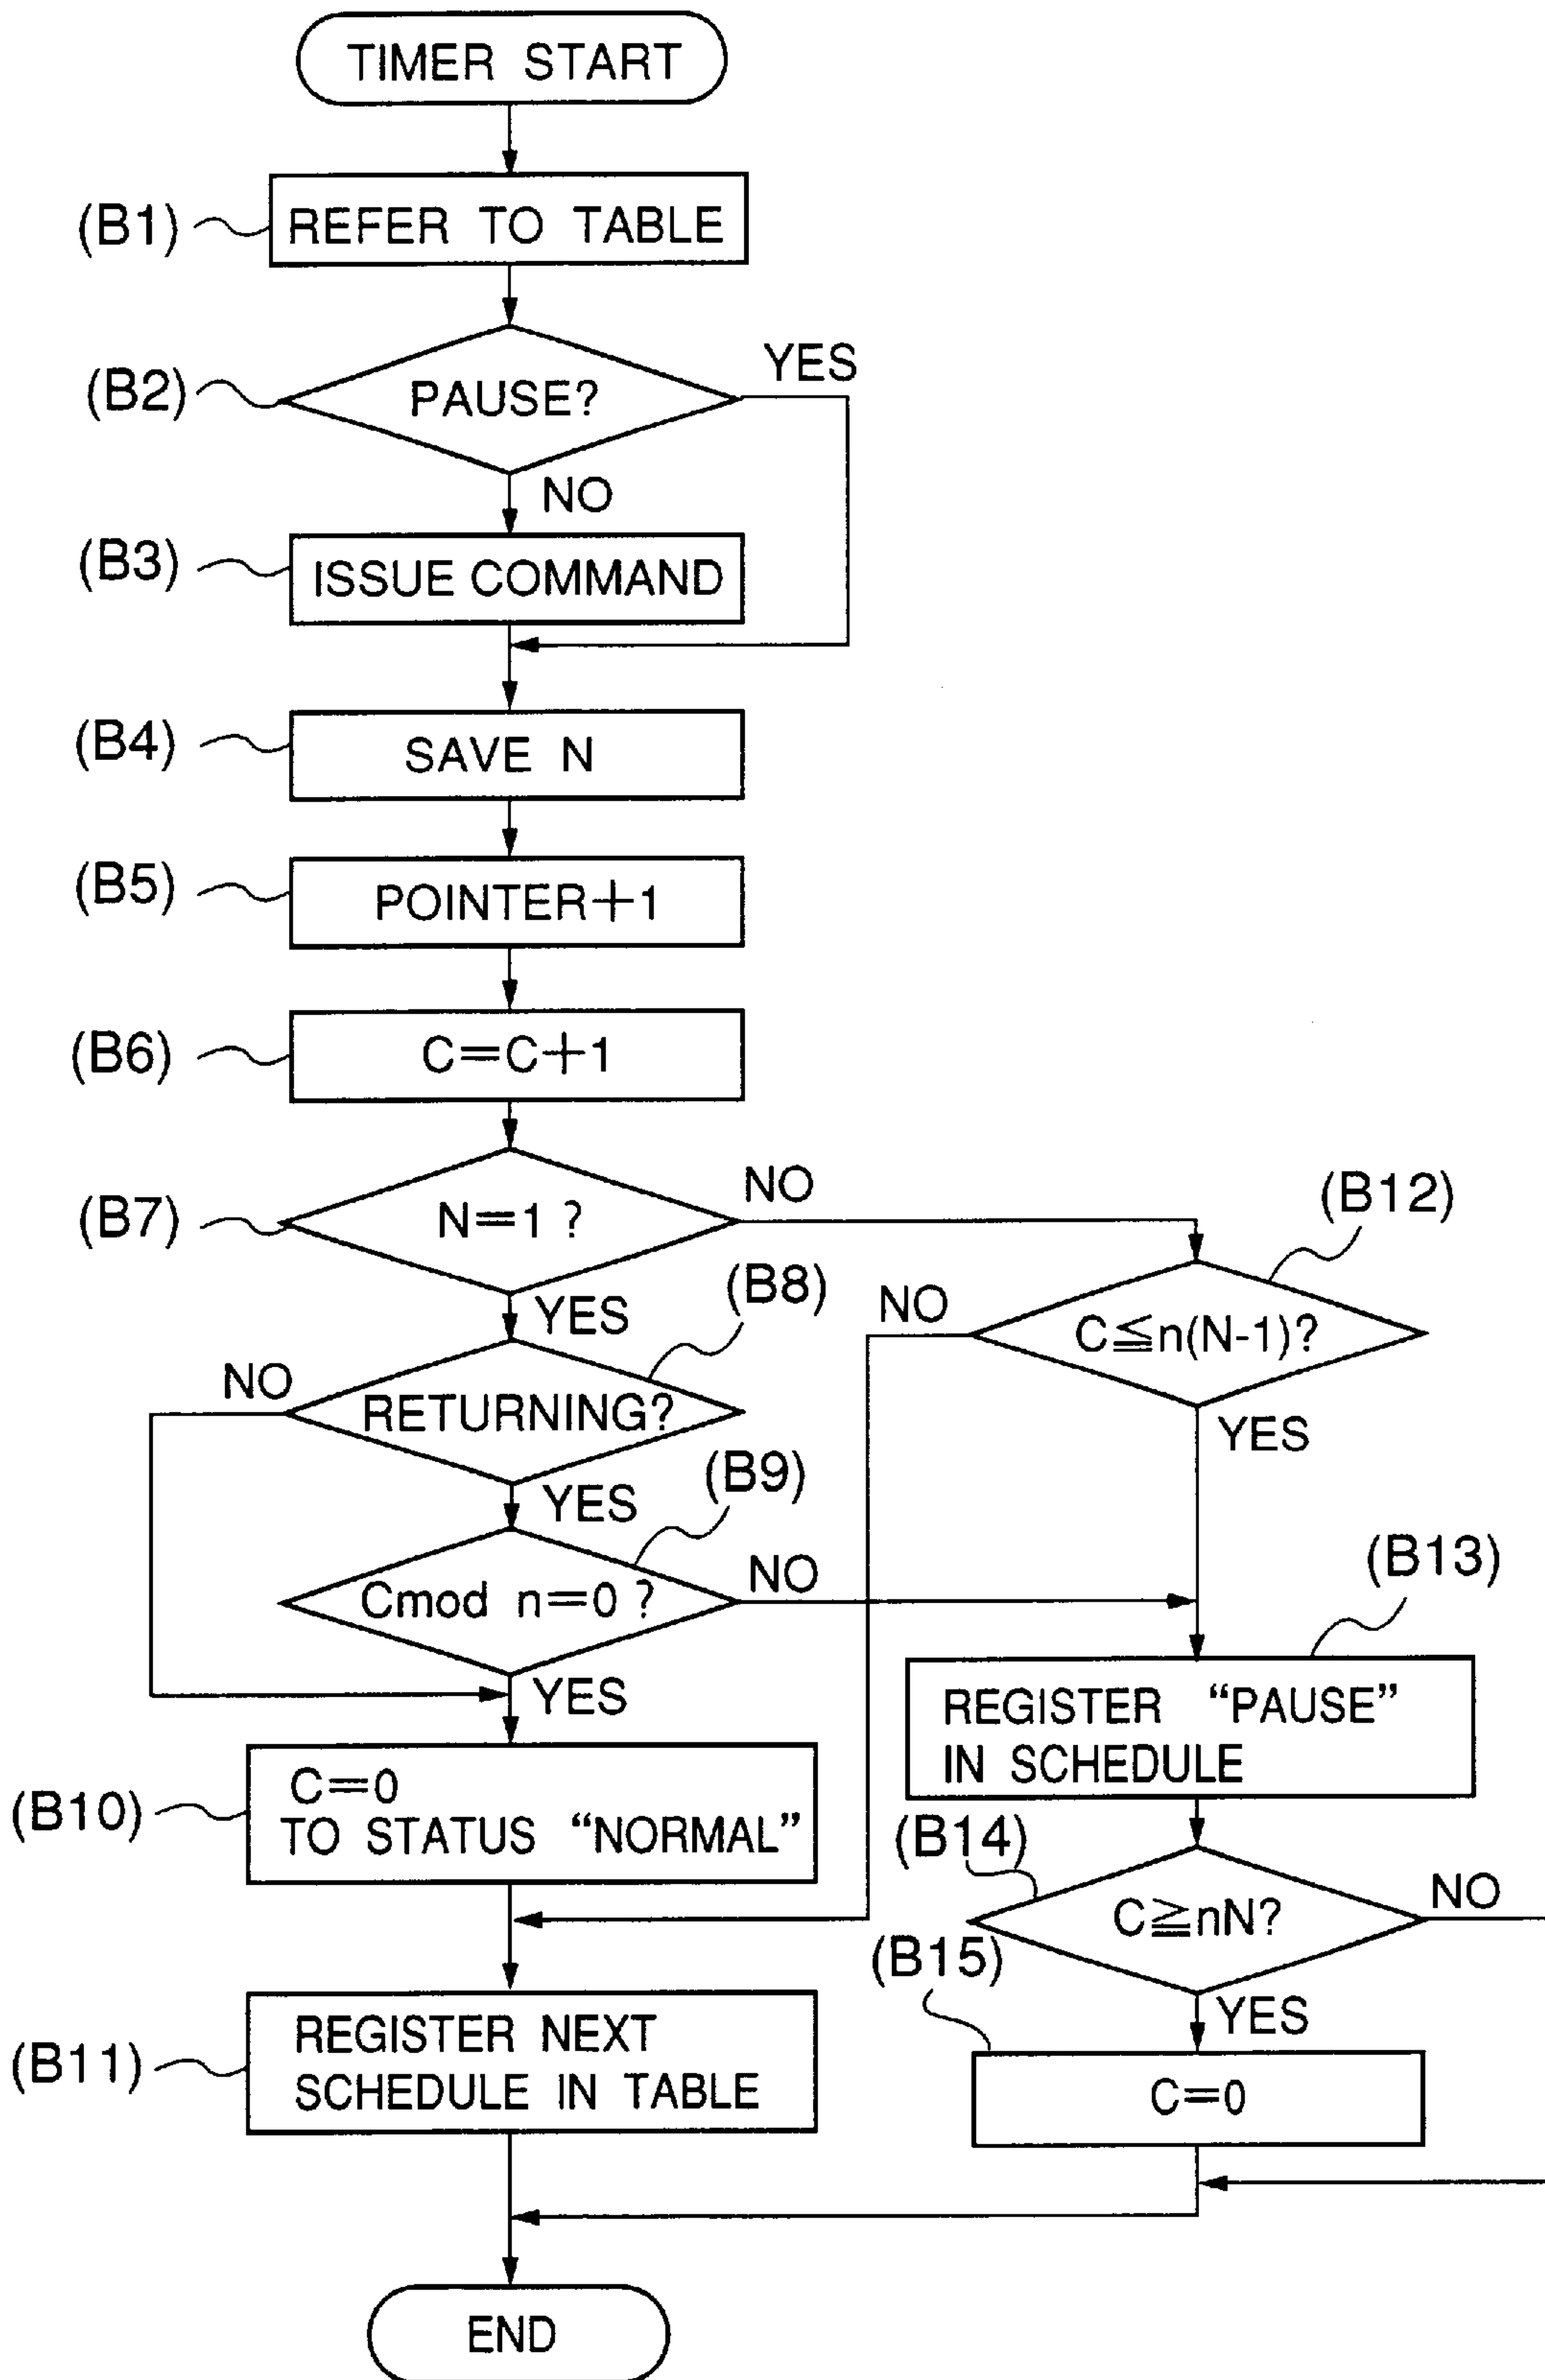 TIMER START
(B1)
REFER TO TABLE
(B2)
PAUSE?
YES
NO
(B3)
ISSUE COMMAND
(B4)
SAVE N
(B5)
POINTER+1
(B6)
C=C+1
(B7)
N=1 ?
NO
YES
(B12)
C≦n(N-1)?
NO
YES
(B8)
RETURNING?
NO
YES
(B9)
Cmod n=0 ?
NO
YES
(B13)
REGISTER “PAUSE”
IN SCHEDULE
(B10)
C=0
TO STATUS “NORMAL”
(B14)
C≧nN?
NO
YES
(B15)
C=0
(B11)
REGISTER NEXT
SCHEDULE IN TABLE
END